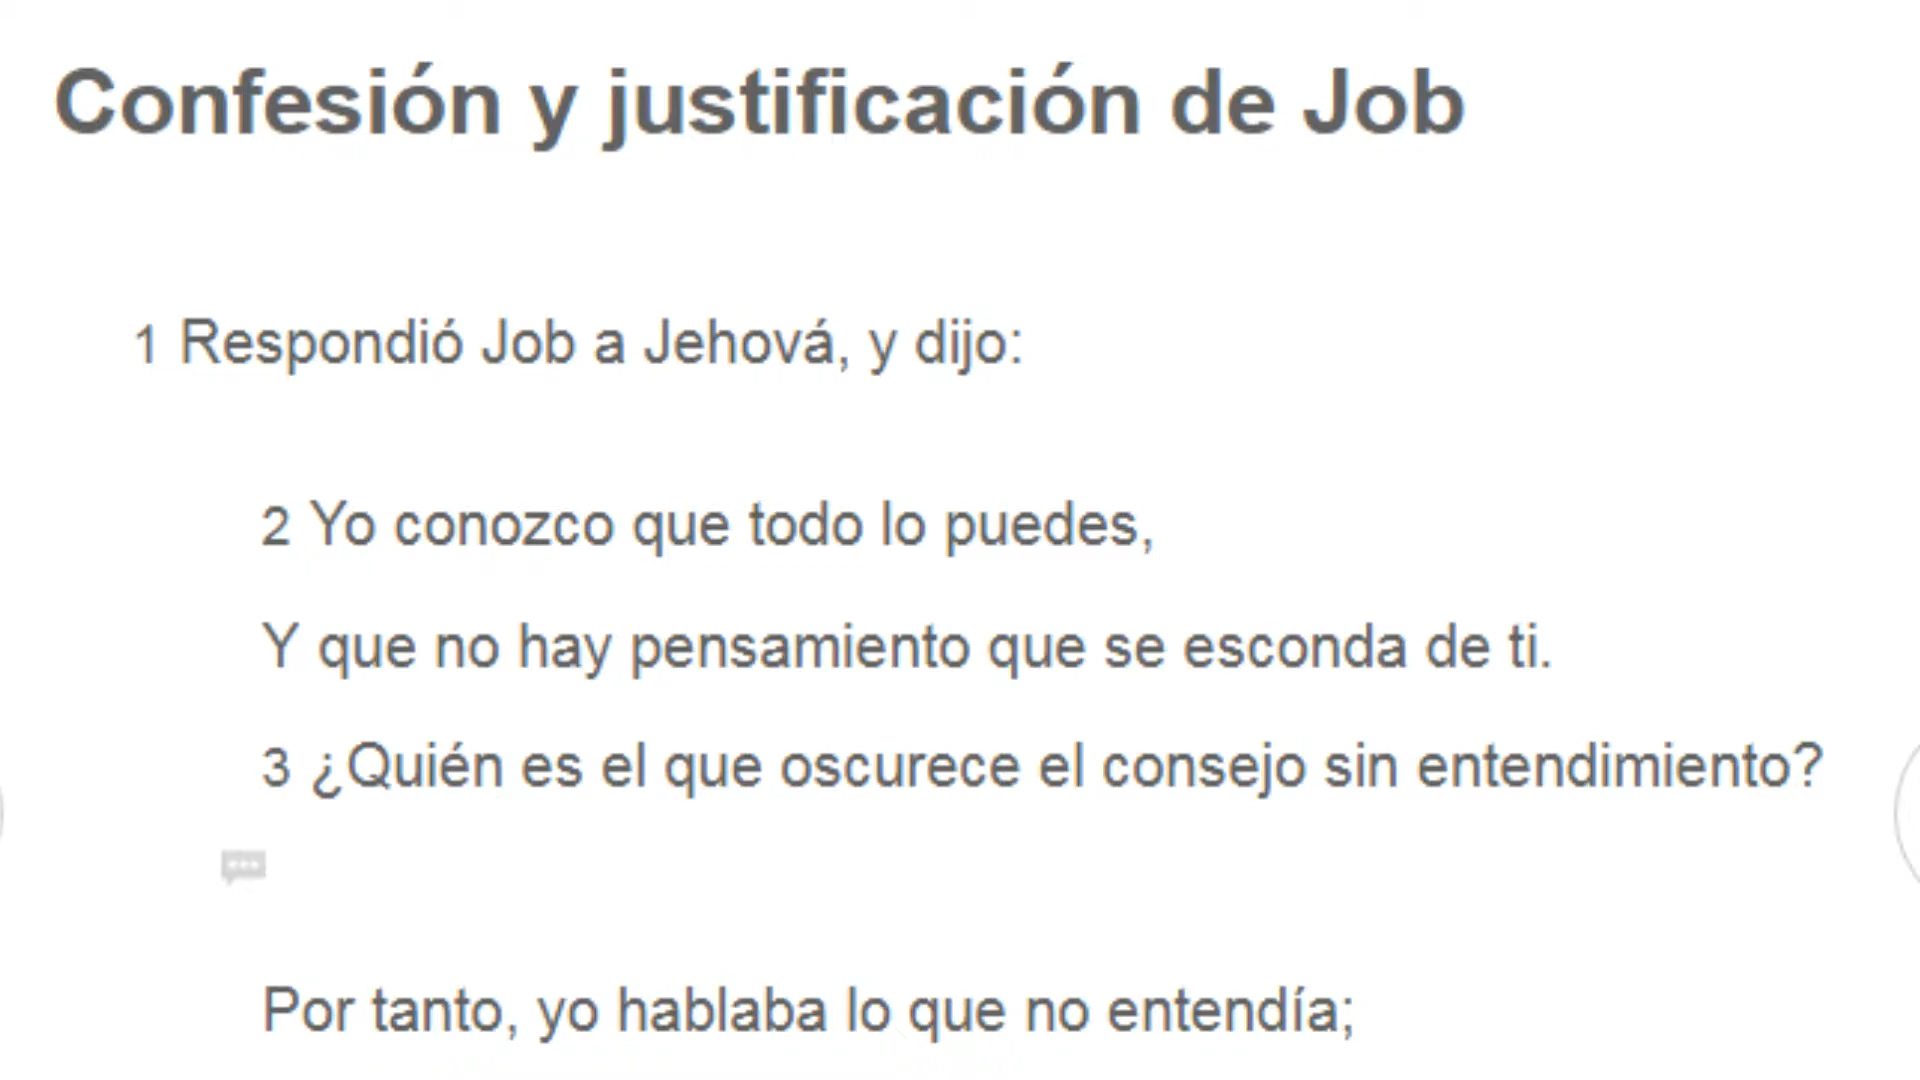 Confesión y justificación de Job
1 Respondió Job a Jehová, y dijo:
2 Yo conozco que todo lo puedes,
Y que no hay pensamiento que se esconda de ti.
3 ¿Quién es el que oscurece el consejo sin entendimiento?
Por tanto, yo hablaba lo que no entendía;